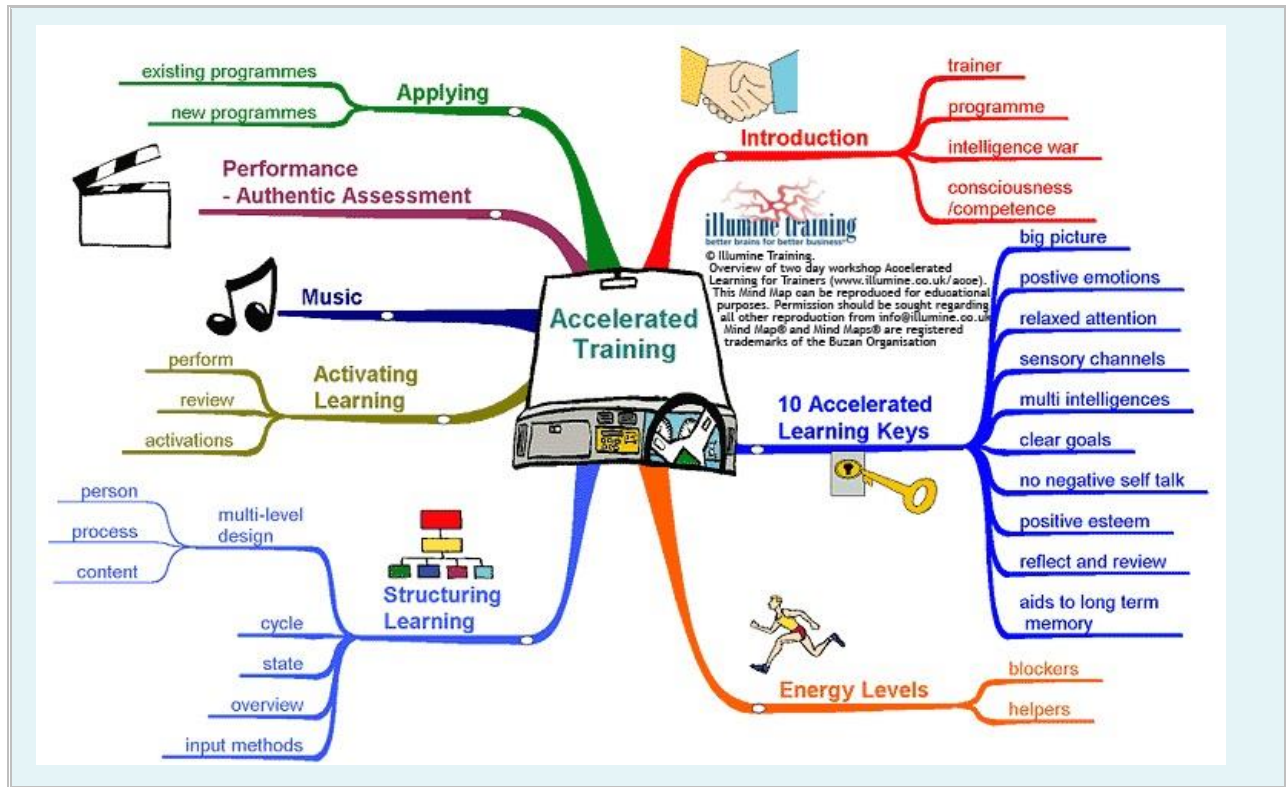 Accelerated
Training
Introduction
trainer
programme
intelligence war
consciousness
/competence
illumine training
better brains for better business®
© Illumine Training.
Overview of two day workshop Accelerated
Learning for Trainers (www.illumine.co.uk/aooe).
This Mind Map can be reproduced for educational
purposes. Permission should be sought regarding
all other reproduction from info@illumine.co.uk
Mind Map® and Mind Maps® are registered
trademarks of the Buzan Organisation
10 Accelerated
Learning Keys
big picture
postive emotions
relaxed attention
sensory channels
multi intelligences
clear goals
no negative self talk
positive esteem
reflect and review
aids to long term
memory
Energy Levels
blockers
helpers
Structuring
Learning
multi-level
design
person
process
content
cycle
state
overview
input methods
Activating
Learning
perform
review
activations
Music
Performance
- Authentic Assessment
Applying
existing programmes
new programmes